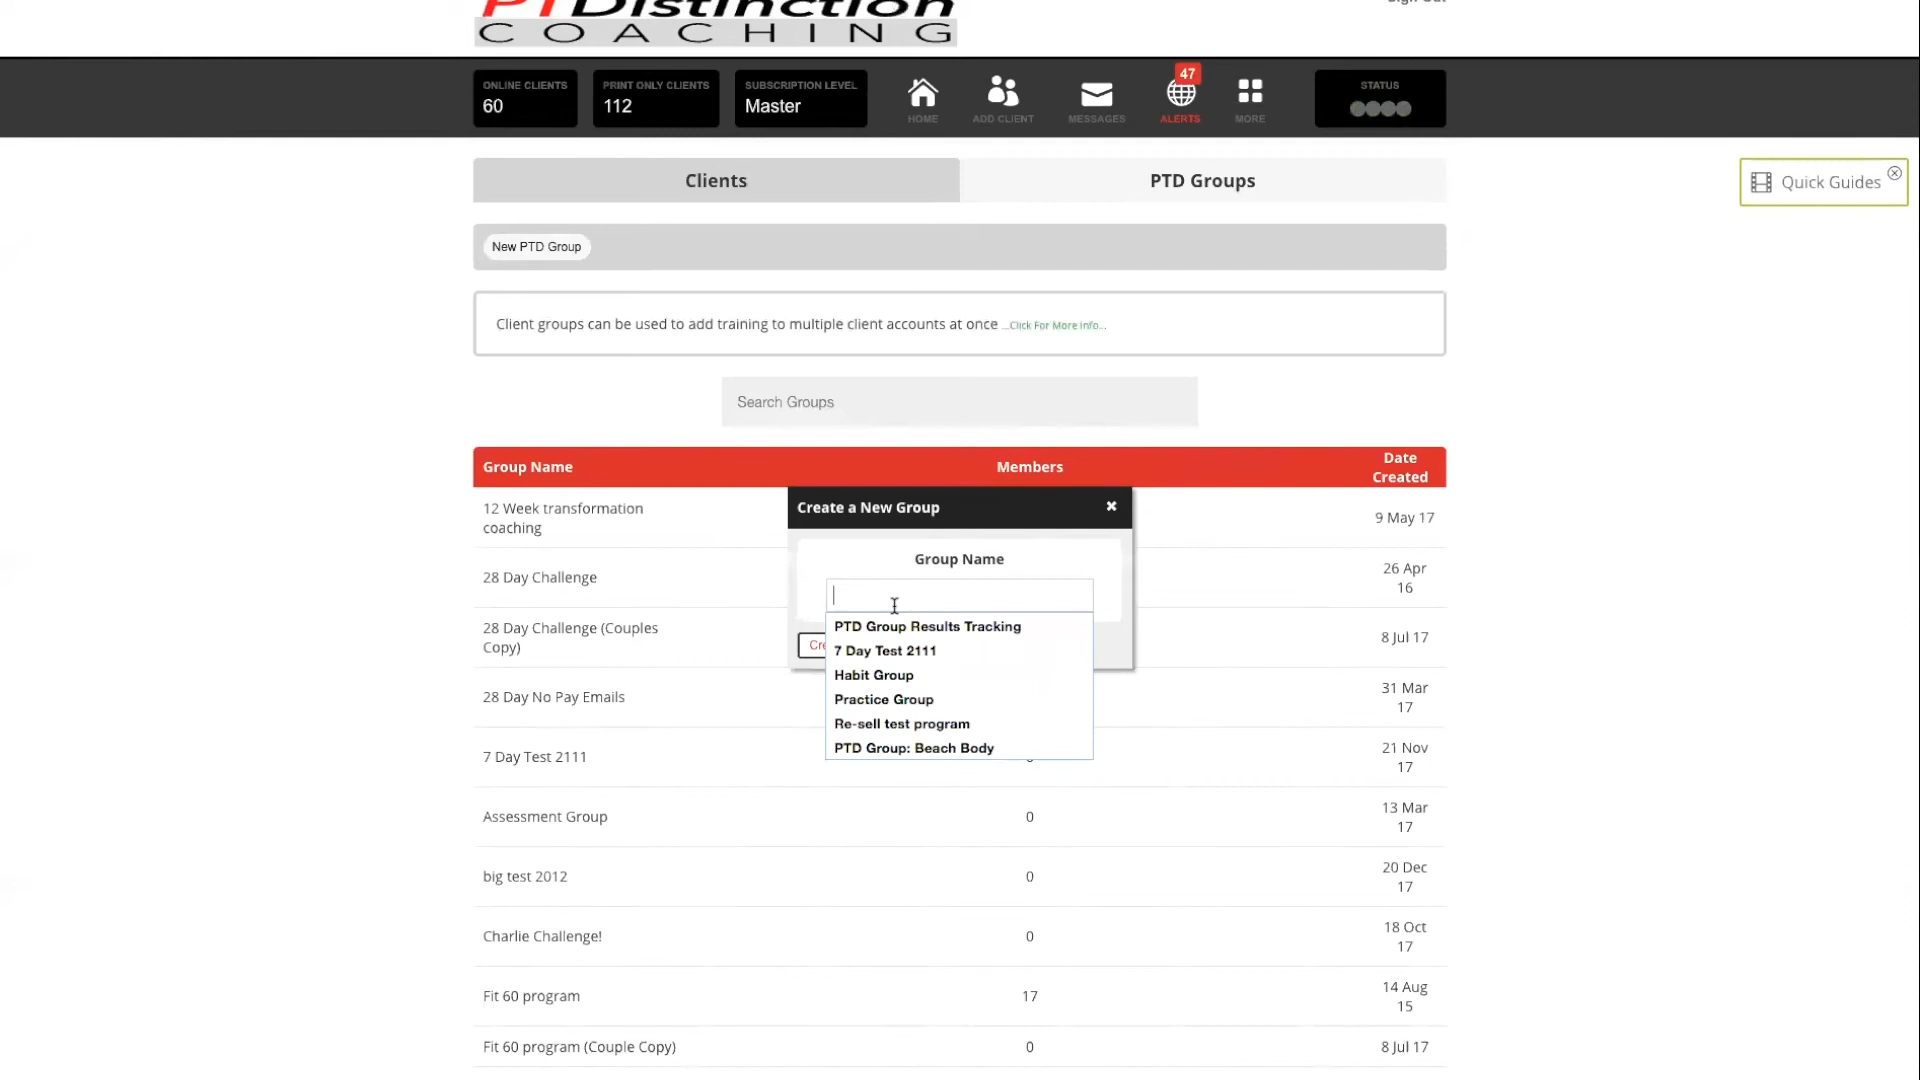 PTDistinction
COACHING
ONLINE CLIENTS
60
PRINT ONLY CLIENTS
112
SUBSCRIPTION LEVEL
Master
HOME
ADD CLIENT
MESSAGES
47
ALERTS
MORE
STATUS
Clients
PTD Groups
Quick Guides
New PTD Group
Client groups can be used to add training to multiple client accounts at once ...Click For More Info...
Search Groups
Group Name
Members
Date
Created
12 Week transformation
coaching
9 May 17
Create a New Group
Group Name
PTD Group Results Tracking
7 Day Test 2111
Habit Group
Practice Group
Re-sell test program
PTD Group: Beach Body
28 Day Challenge
26 Apr
16
28 Day Challenge (Couples
Copy)
8 Jul 17
28 Day No Pay Emails
31 Mar
17
7 Day Test 2111
21 Nov
17
Assessment Group
0
13 Mar
17
big test 2012
0
20 Dec
17
Charlie Challenge!
0
18 Oct
17
Fit 60 program
17
14 Aug
15
Fit 60 program (Couple Copy)
0
8 Jul 17